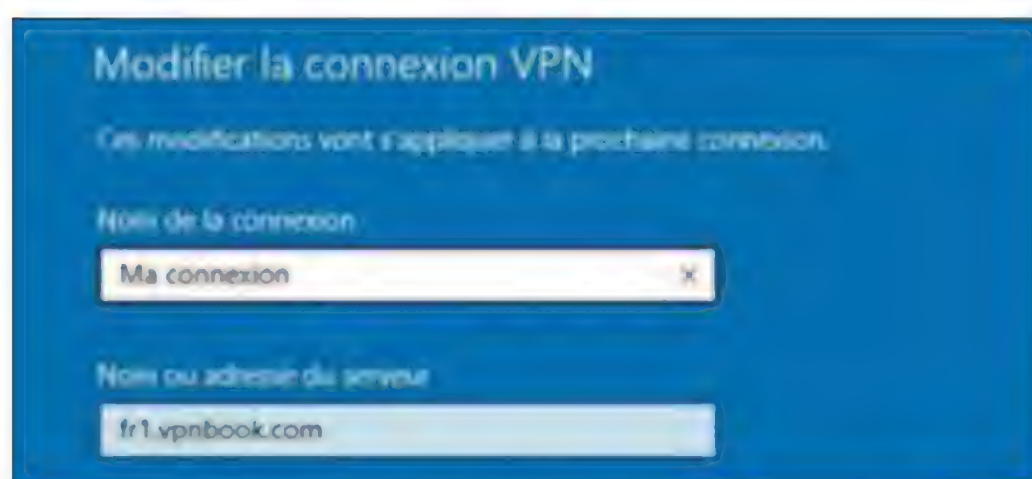 Modifier la connexion VPN
Ces modifications vont s'appliquer à la prochaine connexion.
Nom de la connexion
Ma connexion
Nom ou adresse du serveur
fr1.vpnbook.com